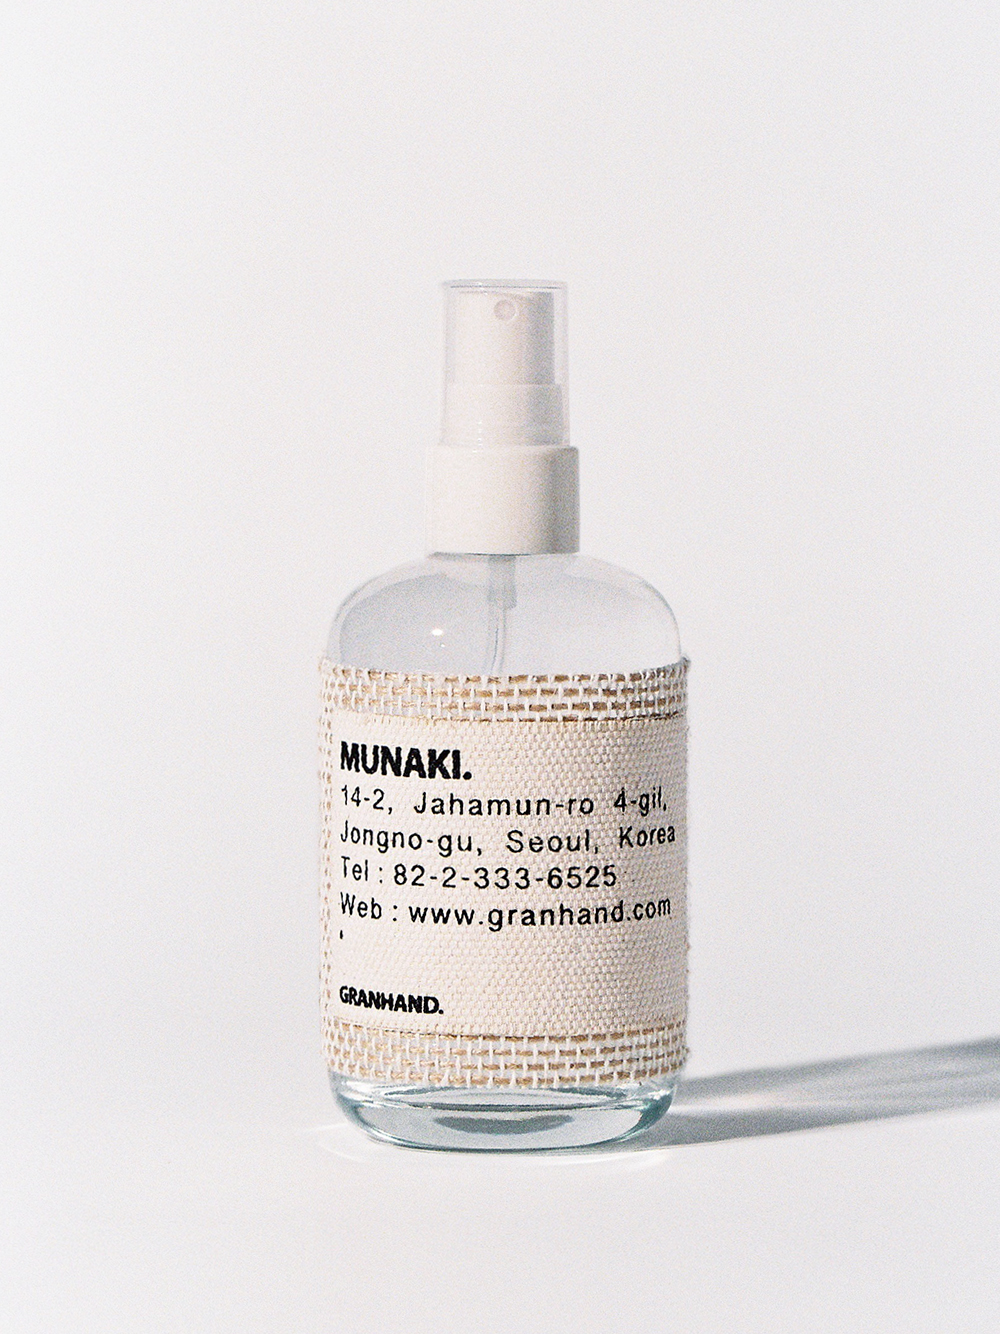 MUNAKI.
14-2, Jahamun-ro 4-gil,
Jongno-gu, Seoul, Korea
Tel : 82-2-333-6525
Web : www.granhand.com
GRANHAND.